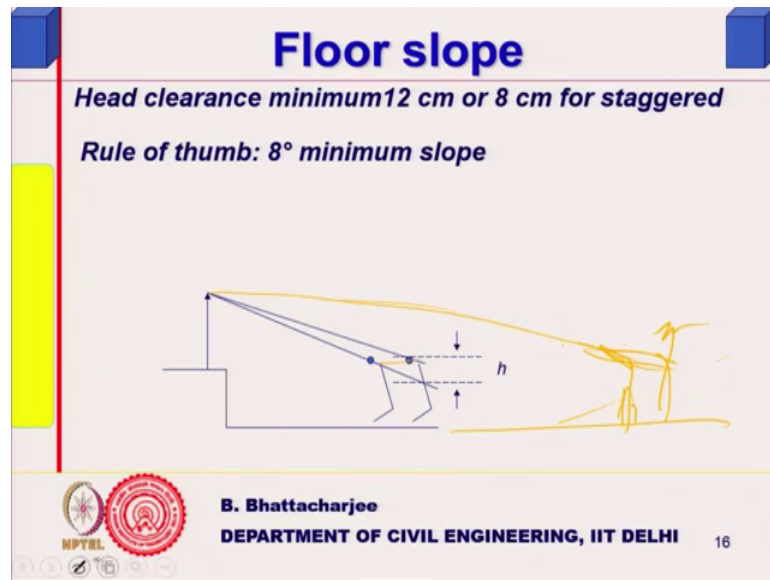 Floor slope
Head clearance minimum12 cm or 8 cm for staggered
Rule of thumb: 8° minimum slope
h
NPTEL
B. Bhattacharjee
DEPARTMENT OF CIVIL ENGINEERING, IIT DELHI
16